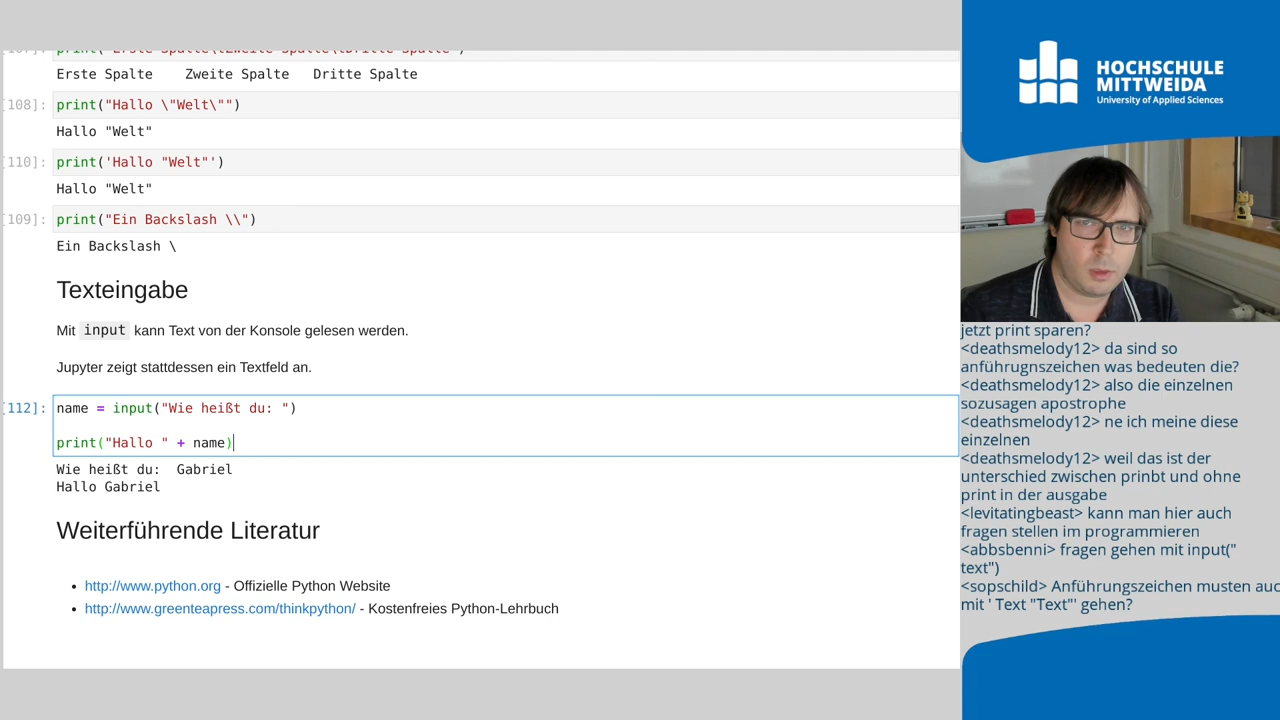 Erste Spalte    Zweite Spalte   Dritte Spalte
[108]: print("Hallo \"Welt\"")
Hallo "Welt"
[110]: print('Hallo "Welt"')
Hallo "Welt"
[109]: print("Ein Backslash \\")
Ein Backslash \
Texteingabe
Mit input kann Text von der Konsole gelesen werden.
Jupyter zeigt stattdessen ein Textfeld an.
[112]: name = input("Wie heißt du: ")
print("Hallo " + name)
Wie heißt du:  Gabriel
Hallo Gabriel
Weiterführende Literatur
• http://www.python.org - Offizielle Python Website
• http://www.greenteapress.com/thinkpython/ - Kostenfreies Python-Lehrbuch
HOCHSCHULE
MITTWEIDA
University of Applied Sciences
jetzt print sparen?
<deathsmelody12> da sind so
anführugnszeichen was bedeuten die?
<deathsmelody12> also die einzelnen
sozusagen apostrophe
<deathsmelody12> ne ich meine diese
einzelnen
<deathsmelody12> weil das ist der
unterschied zwischen prinbt und ohne
print in der ausgabe
<levitatingbeast> kann man hier auch
fragen stellen im programmieren
<abbsbenni> fragen gehen mit input("
text")
<sopschild> Anführungszeichen musten auc
mit ' Text "Text"' gehen?